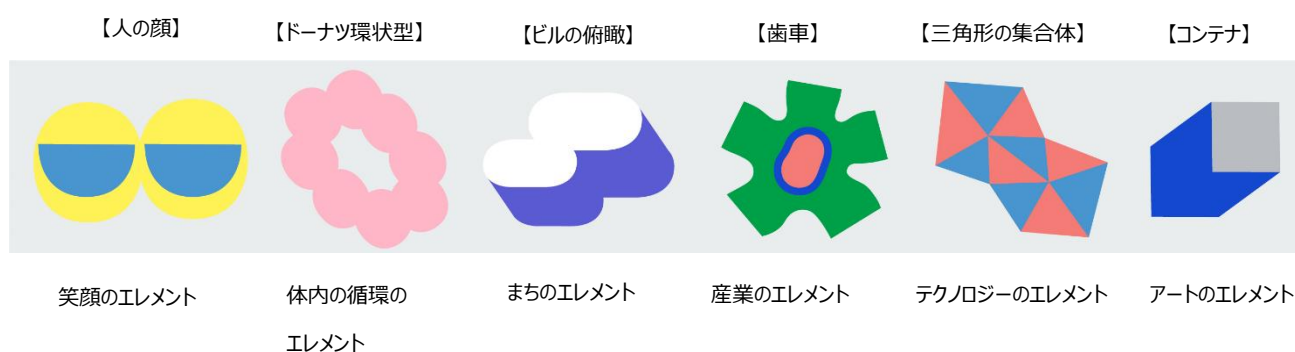 【人の顔】
【ドーナツ環状型】
【ビルの俯瞰】
【歯車】
【三角形の集合体】
【コンテナ】
笑顔のエレメント
体内の循環の
エレメント
まちのエレメント
産業のエレメント
テクノロジーのエレメント
アートのエレメント